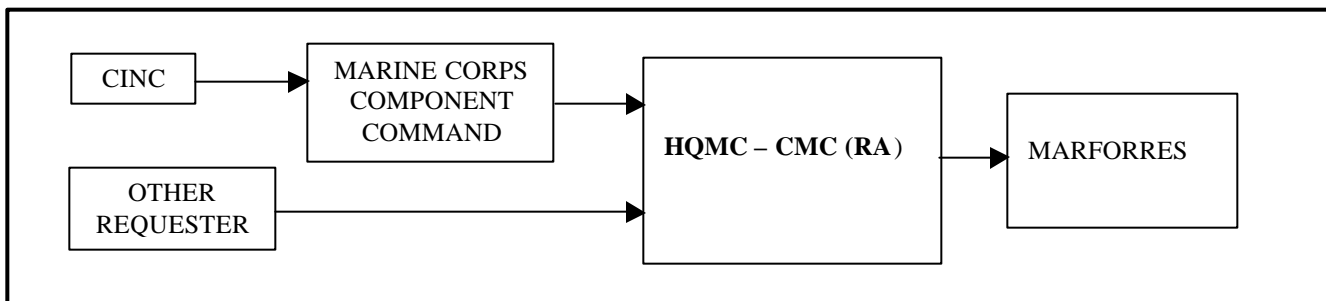 CINC
MARINE CORPS
COMPONENT
COMMAND
OTHER
REQUESTER
HQMC – CMC (RA)
MARFORRES